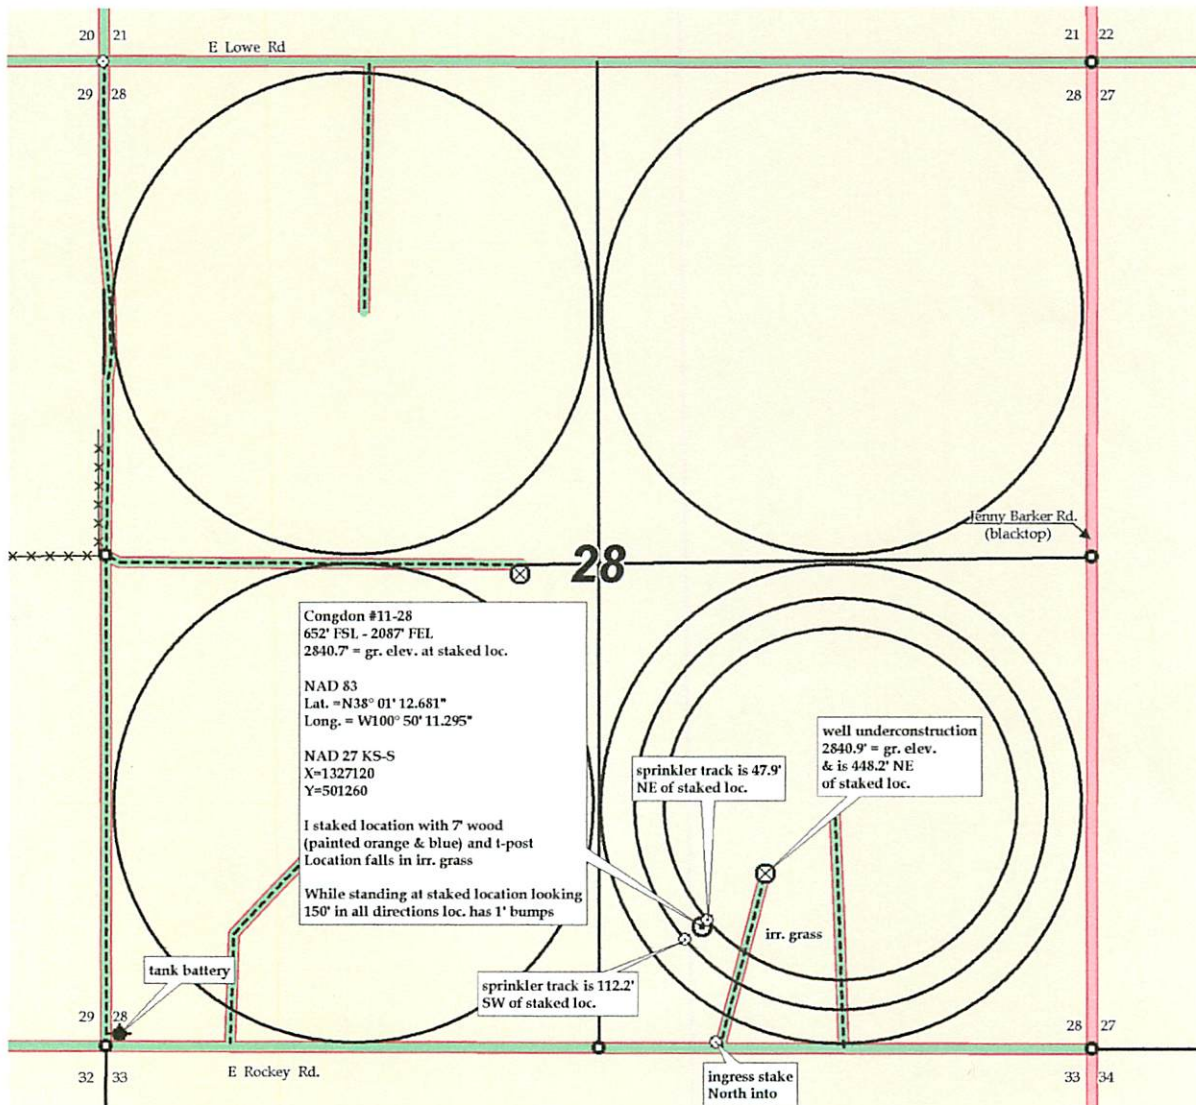 20 21
E Lowe Rd
21 22
29 28
28 27
Jenny Barker Rd.
(blacktop)
28
Congdon #11-28
652' FSL - 2087' FEL
2840.7' = gr. elev. at staked loc.
NAD 83
Lat. =N38° 01' 12.681"
Long. = W100° 50' 11.295"
NAD 27 KS-S
X=1327120
Y=501260
I staked location with 7' wood
(painted orange & blue) and t-post
Location falls in irr. grass
While standing at staked location looking
150' in all directions loc. has 1' bumps
well underconstruction
2840.9' = gr. elev.
& is 448.2' NE
of staked loc.
sprinkler track is 47.9'
NE of staked loc.
irr. grass
tank battery
sprinkler track is 112.2'
SW of staked loc.
29 28
28 27
32 33
E Rockey Rd.
33 34
ingress stake
North into